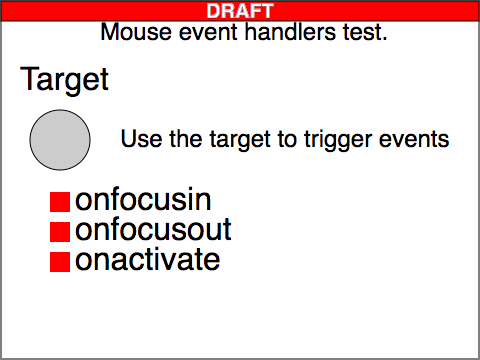 DRAFT
Mouse event handlers test.
Target
Use the target to trigger events
onfocusin
onfocusout
onactivate